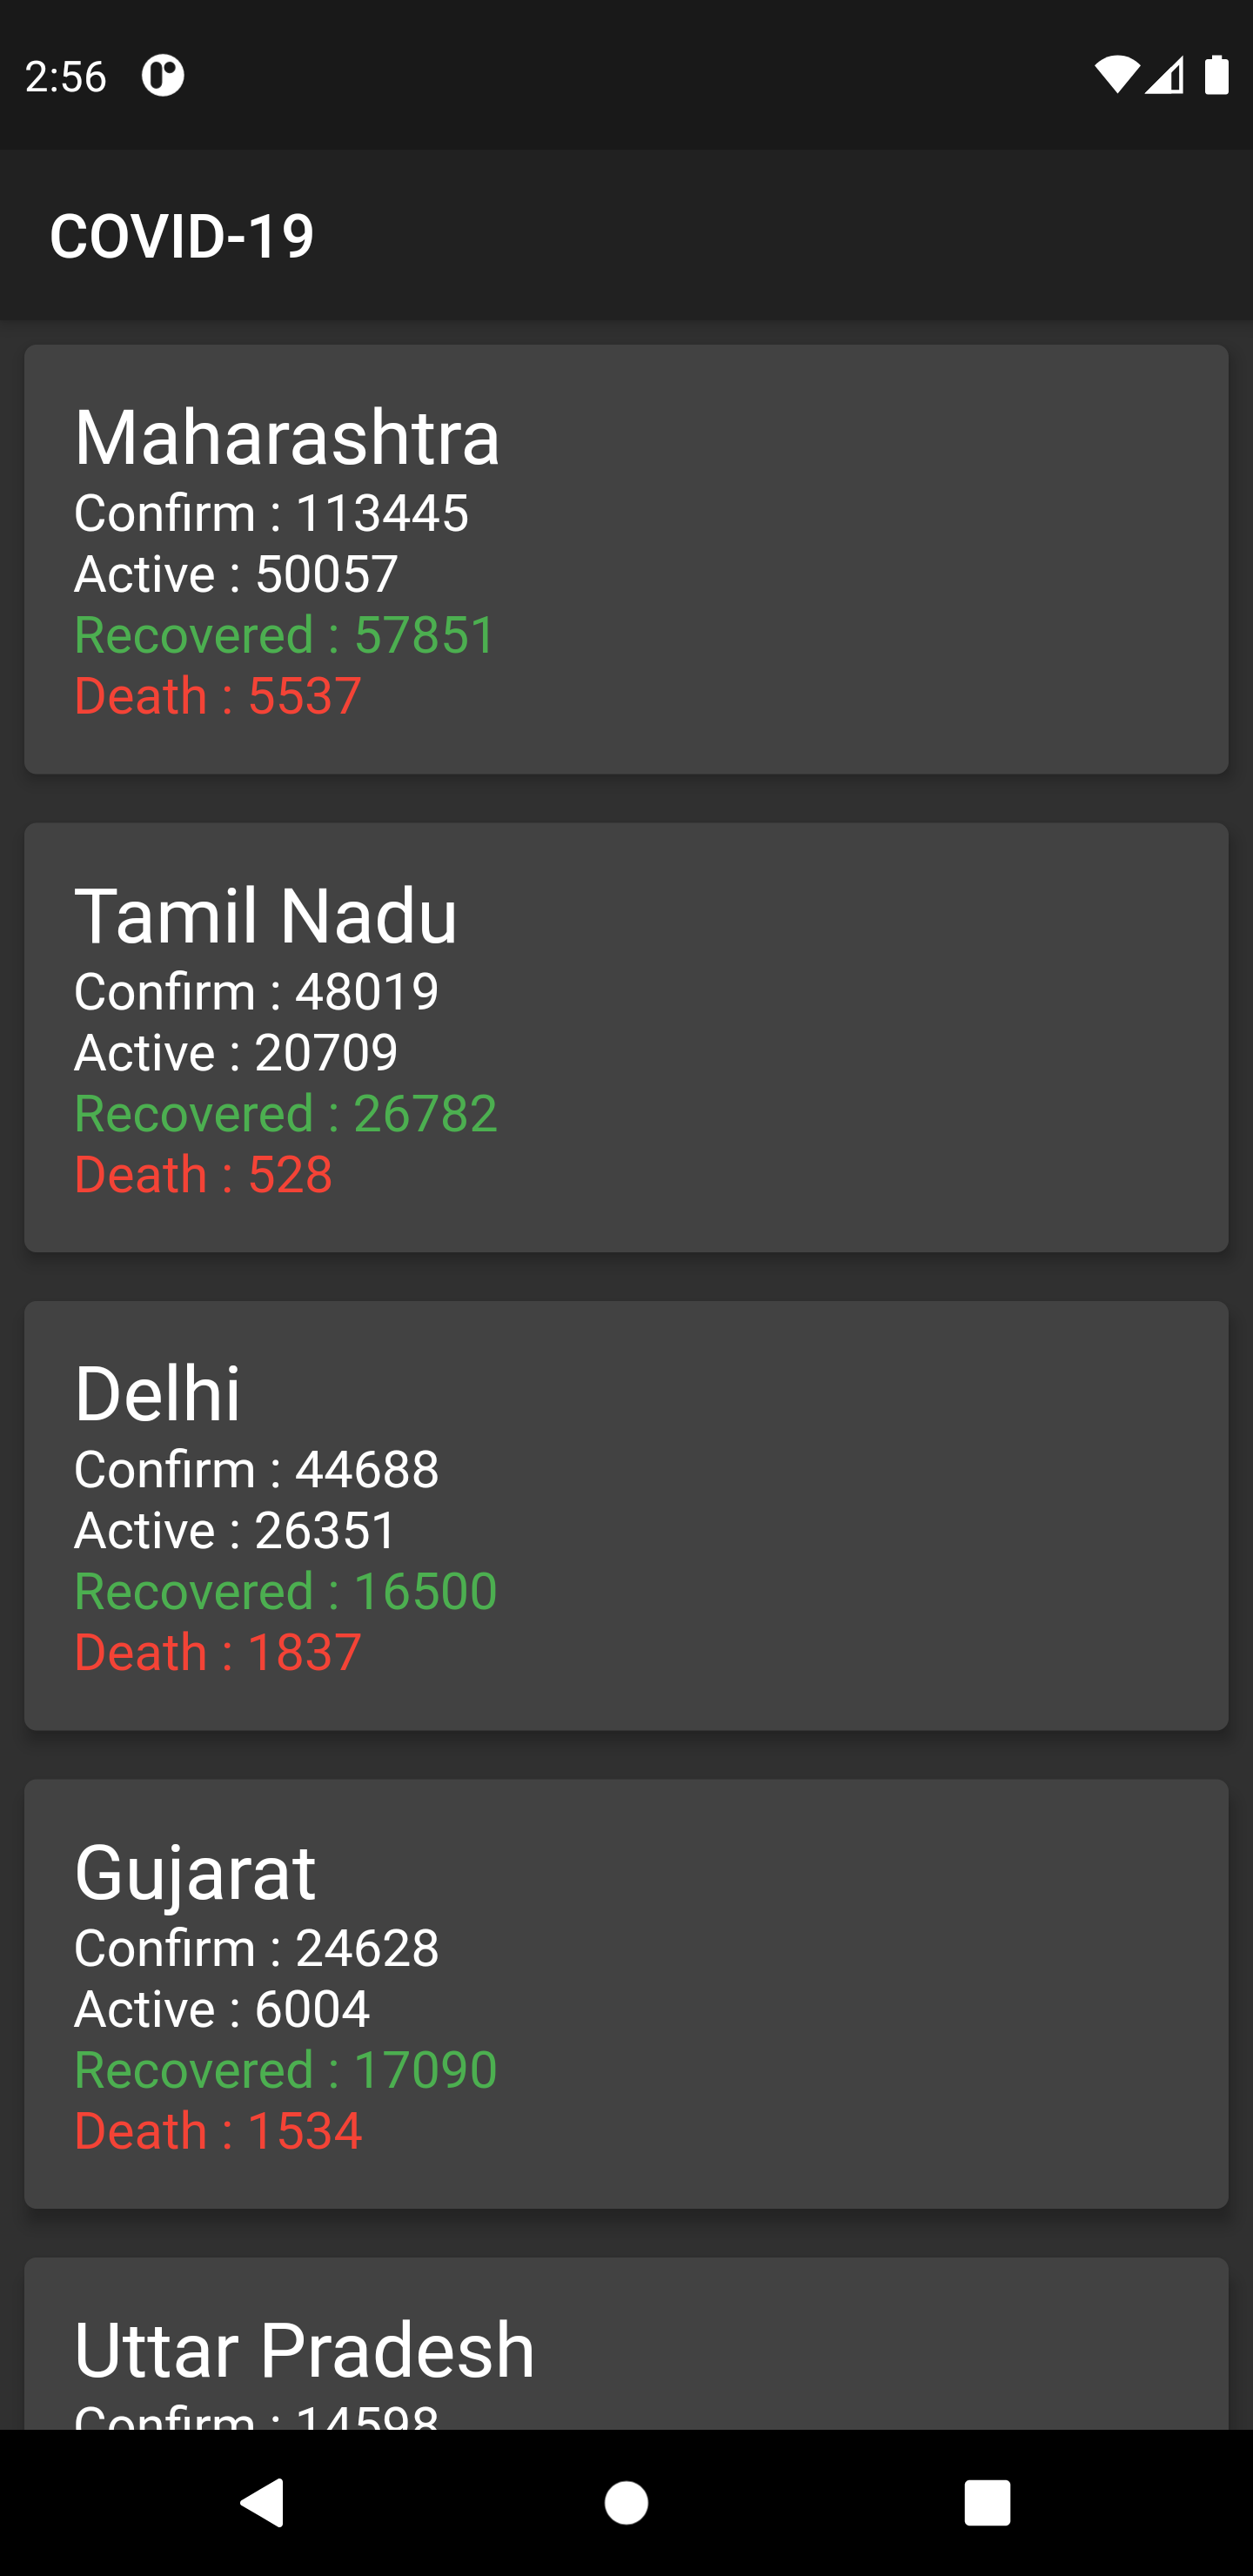 2:56
COVID-19
Maharashtra
Confirm : 113445
Active : 50057
Recovered : 57851
Death : 5537
Tamil Nadu
Confirm : 48019
Active : 20709
Recovered : 26782
Death : 528
Delhi
Confirm : 44688
Active : 26351
Recovered : 16500
Death : 1837
Gujarat
Confirm : 24628
Active : 6004
Recovered : 17090
Death : 1534
Uttar Pradesh
Confirm : 14598